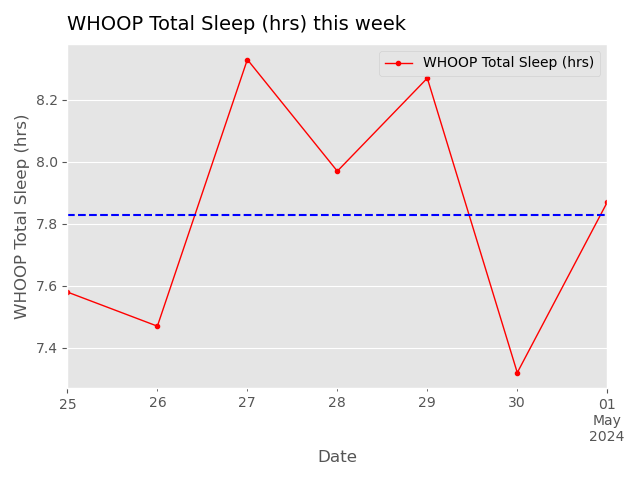 WHOOP Total Sleep (hrs) this week
WHOOP Total Sleep (hrs)
8.2
8.0
7.8
7.6
7.4
WHOOP Total Sleep (hrs)
25
26
27
28
29
30
01
May
2024
Date